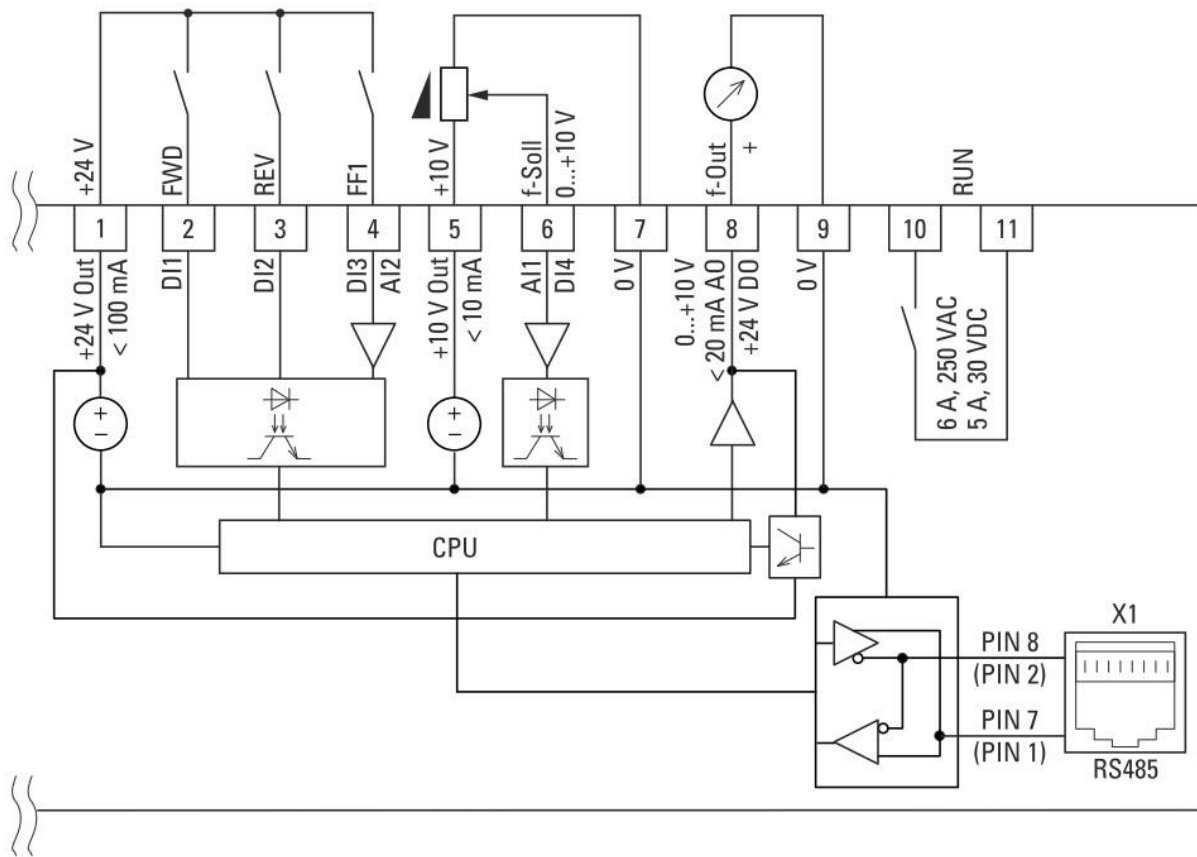 +24 V
FWD
REV
FF1
+10 V
f-Soll
0...+10 V
f-Out
+
RUN
1
2
3
4
5
6
7
8
9
10
11
+24 V Out
< 100 mA
DI1
DI2
DI3
AI2
+10 V Out
< 10 mA
AI1
DI4
0 V
0...+10 V
< 20 mA AO
+24 V DO
0 V
6 A, 250 VAC
5 A, 30 VDC
+
−
+
−
CPU
X1
PIN 8
(PIN 2)
PIN 7
(PIN 1)
RS485